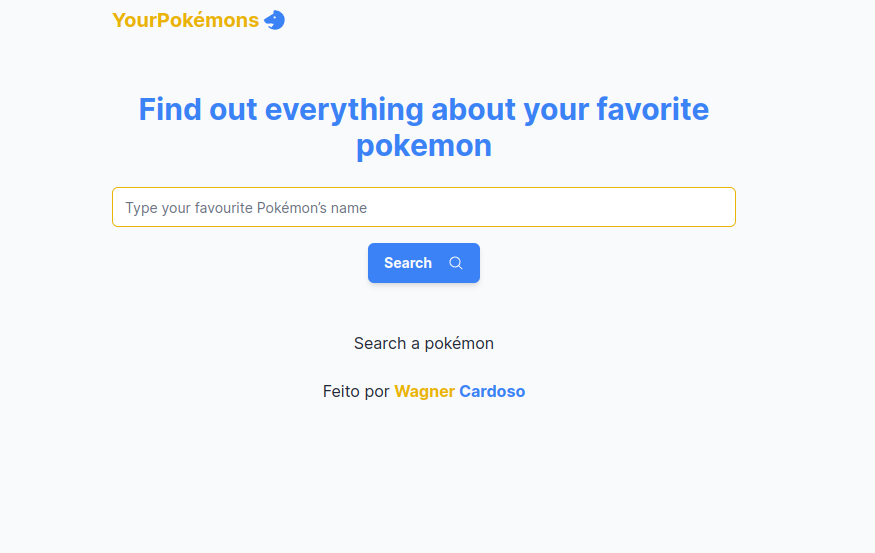 YourPokémons
Find out everything about your favorite
pokemon
Type your favourite Pokémon’s name
Search
Search a pokémon
Feito por Wagner Cardoso